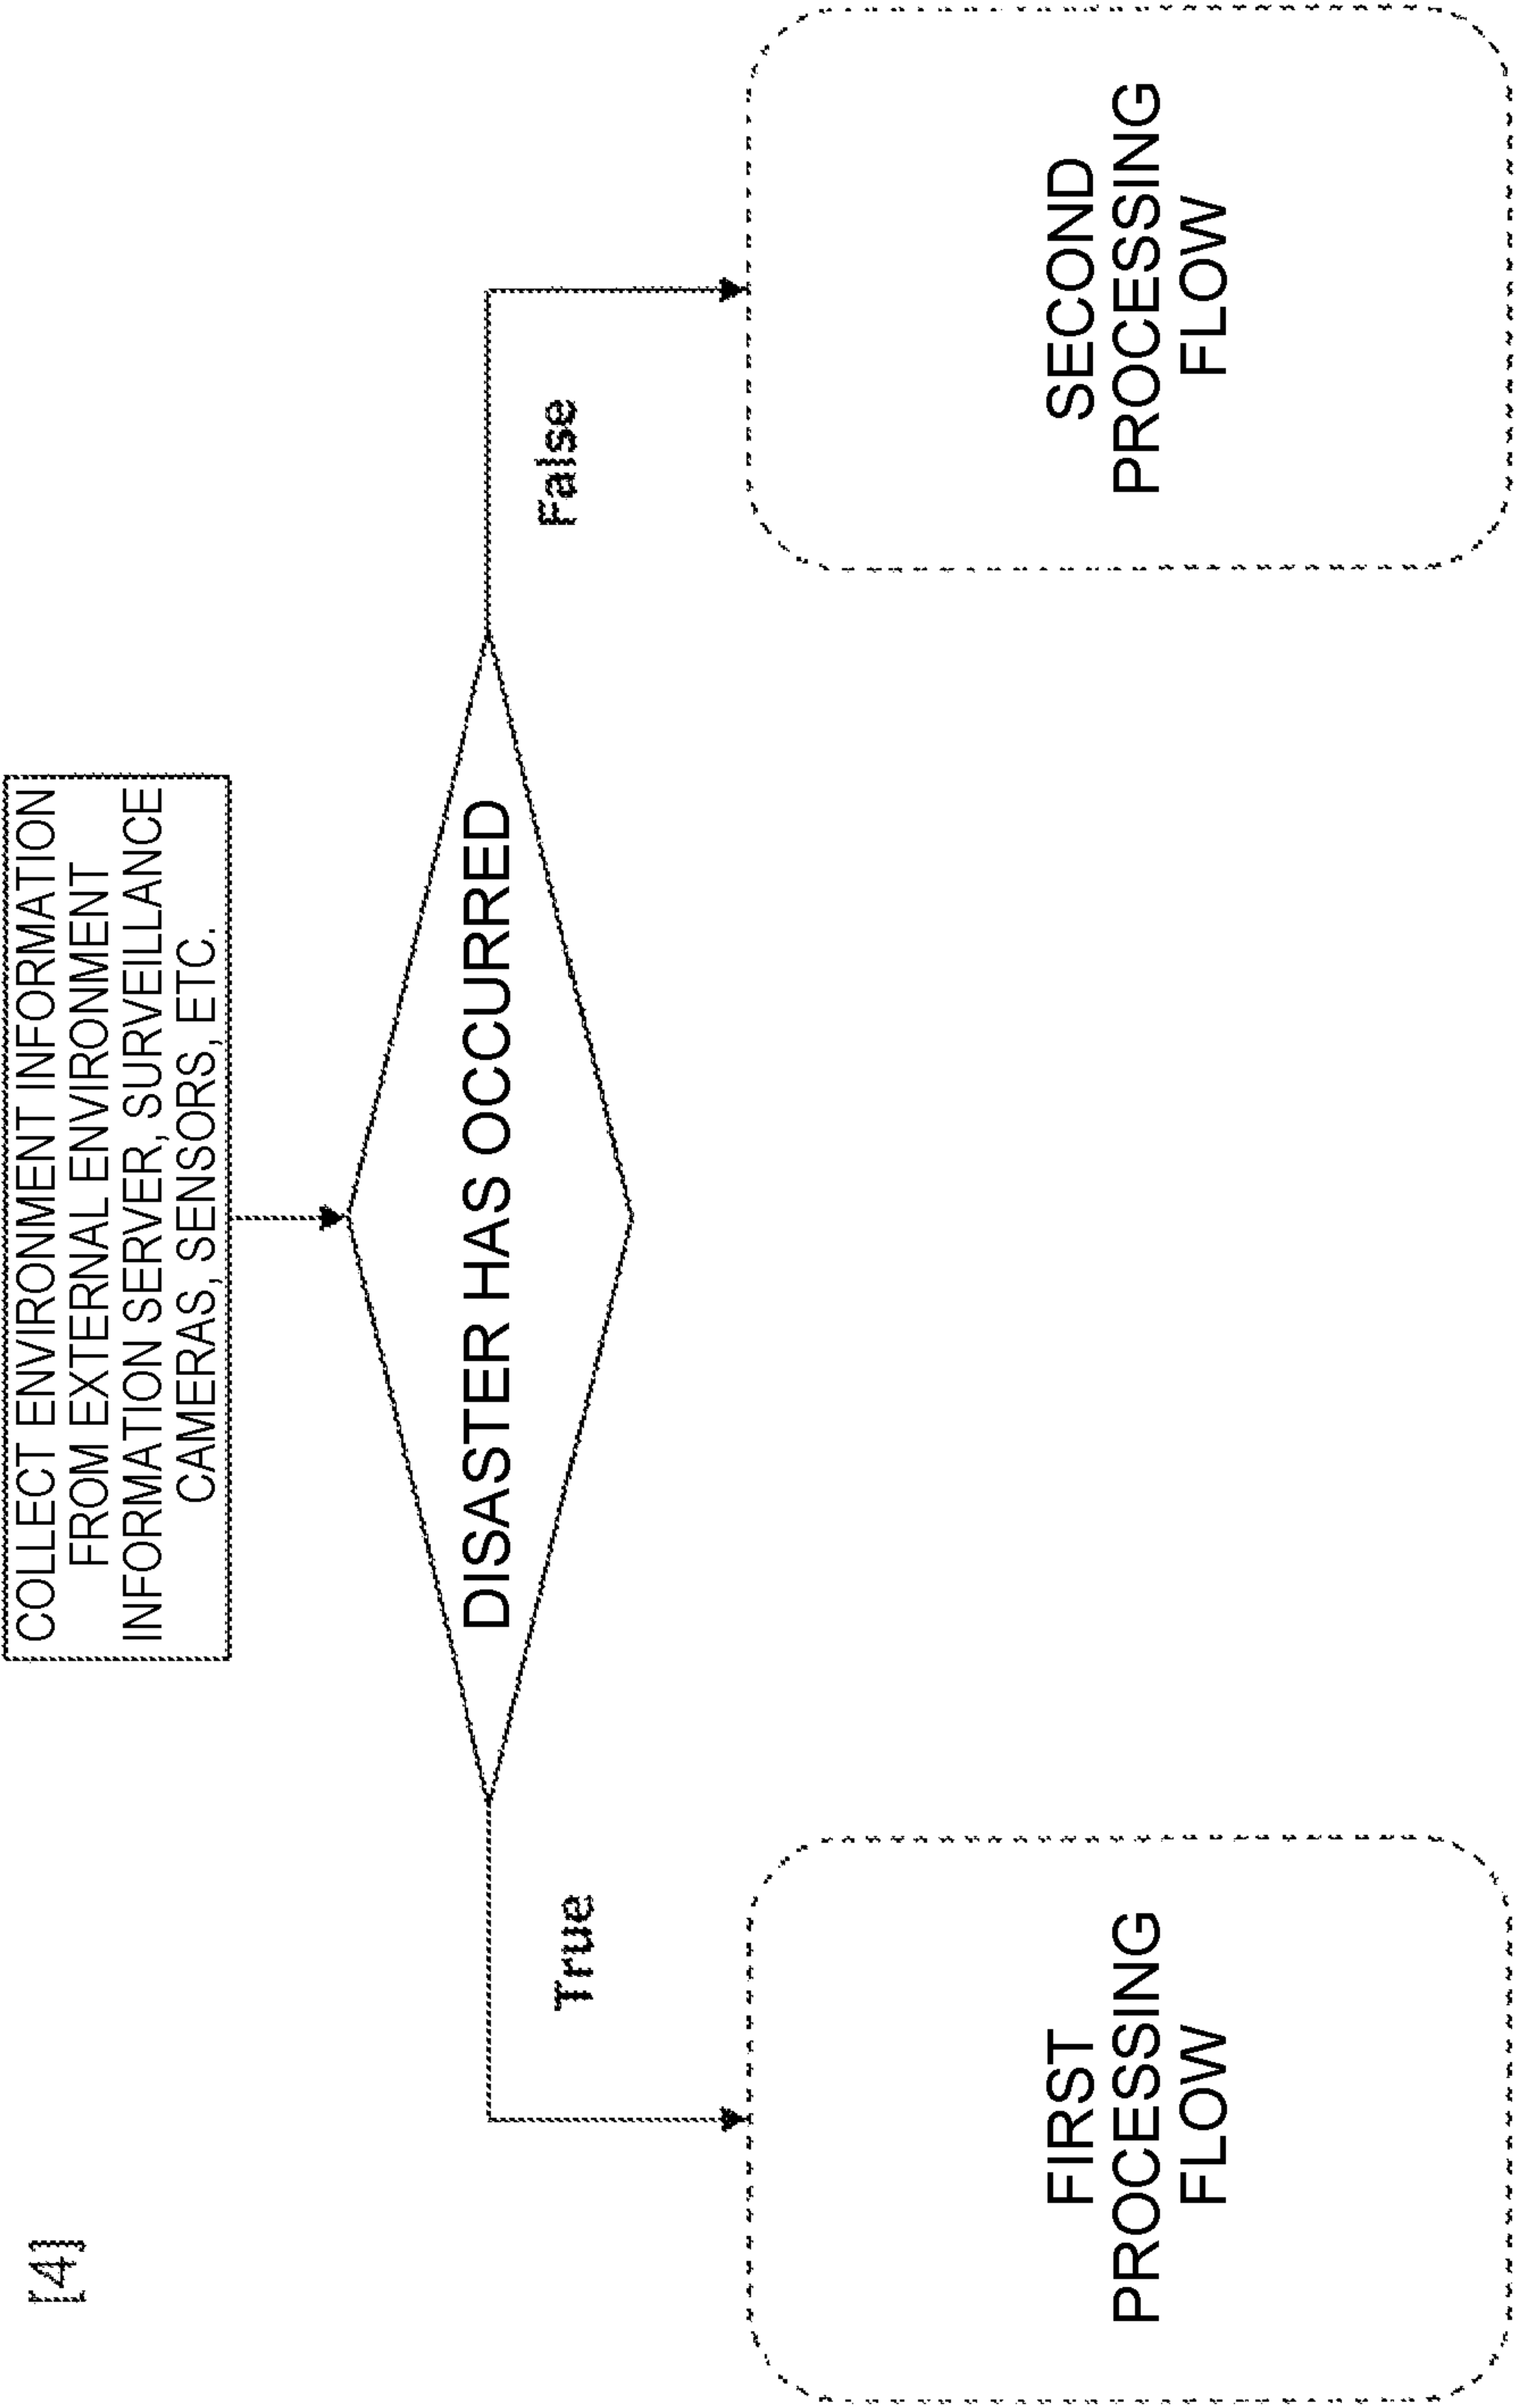 [4]
COLLECT ENVIRONMENT INFORMATION
FROM EXTERNAL ENVIRONMENT
INFORMATION SERVER, SURVEILLANCE
CAMERAS, SENSORS, ETC.
DISASTER HAS OCCURRED
True
False
FIRST
PROCESSING
FLOW
SECOND
PROCESSING
FLOW